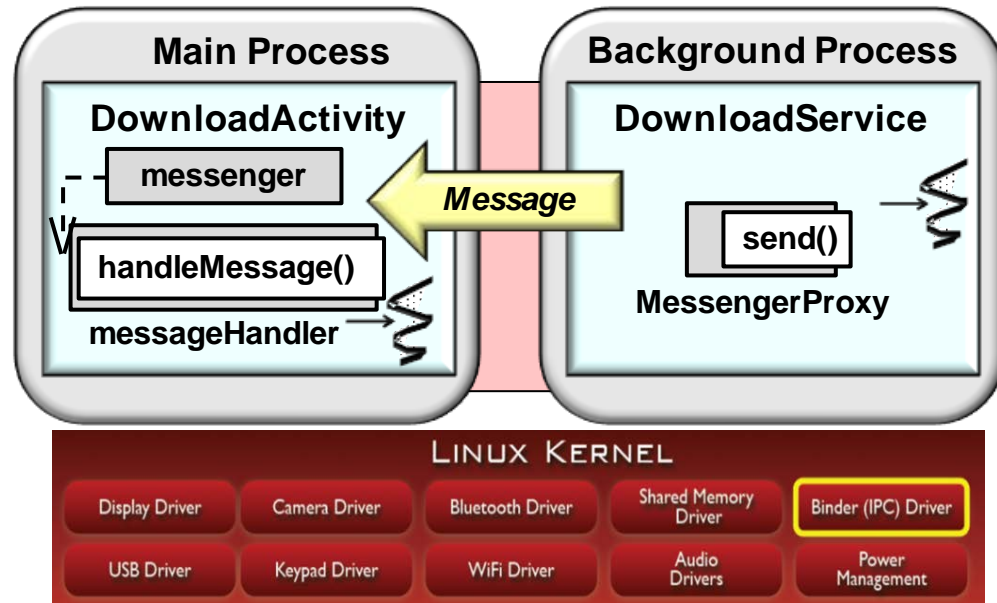 Main Process
Background Process
DownloadActivity
DownloadService
messenger
Message
send()
handleMessage()
MessengerProxy
messageHandler
LINUX KERNEL
Display Driver
Camera Driver
Bluetooth Driver
Shared Memory
Driver
Binder (IPC) Driver
USB Driver
Keypad Driver
WiFi Driver
Audio
Drivers
Power
Management